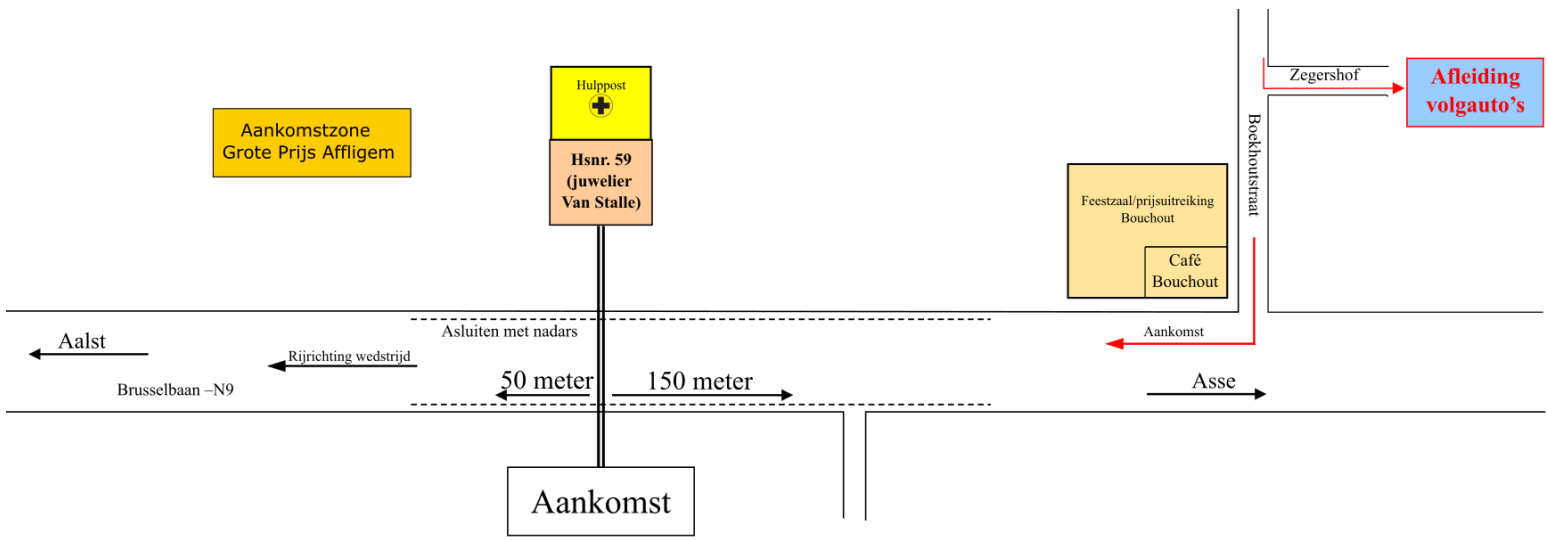 Zegershof
Afleiding
volgauto's
Hulppost
Aankomstzone
Grote Prijs Affligem
Hsnr. 59
(juwelier
Van Stalle)
Boekhoutstraat
Feestzaal/prijsuitreiking
Bouchout
Café
Bouchout
Asluiten met nadars
Aankomst
Aalst
Rijrichting wedstrijd
50 meter
150 meter
Asse
Brusselbaan –N9
Aankomst